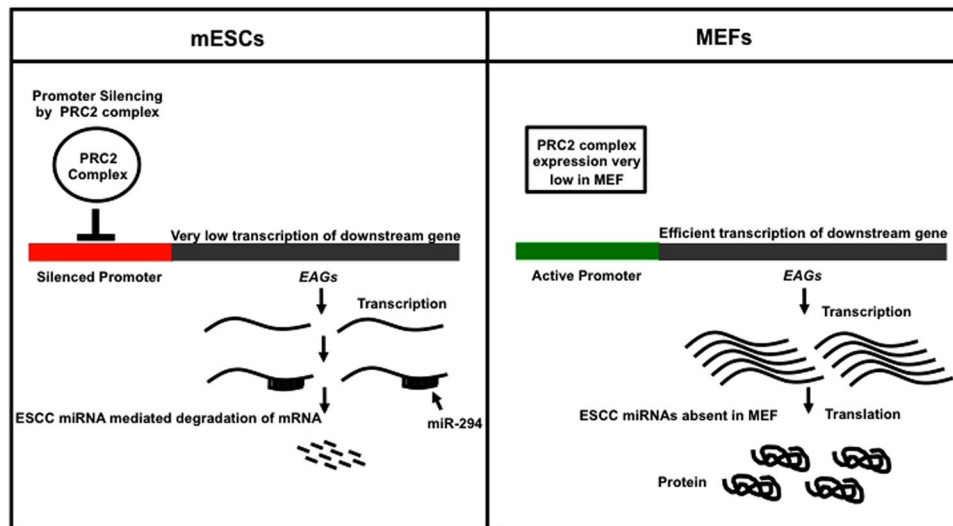 mESCs
MEFs
Promoter Silencing
by PRC2 complex
PRC2
Complex
Very low transcription of downstream gene
Silenced Promoter
EAGs
Transcription
ESCC miRNA mediated degradation of mRNA
miR-294
PRC2 complex
expression very
low in MEF
Efficient transcription of downstream gene
Active Promoter
EAGs
Transcription
ESCC miRNAs absent in MEF
Translation
Protein